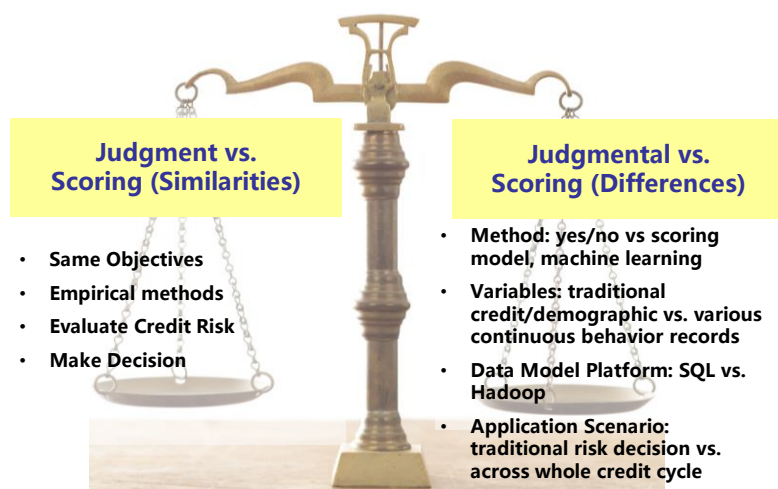 Judgment vs.
Scoring (Similarities)
• Same Objectives
• Empirical methods
• Evaluate Credit Risk
• Make Decision
Judgmental vs.
Scoring (Differences)
• Method: yes/no vs scoring
model, machine learning
• Variables: traditional
credit/demographic vs. various
continuous behavior records
• Data Model Platform: SQL vs.
Hadoop
• Application Scenario:
traditional risk decision vs.
across whole credit cycle